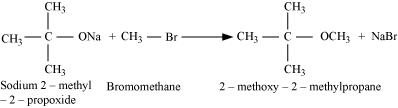 CH₃ CH₃
CH₃ — C — ONa + CH₃ — Br ⟶ CH₃ — C — OCH₃ + NaBr
CH₃ CH₃
Sodium 2 – methyl Bromomethane 2 – methoxy – 2 – methylpropane
– 2 – propoxide